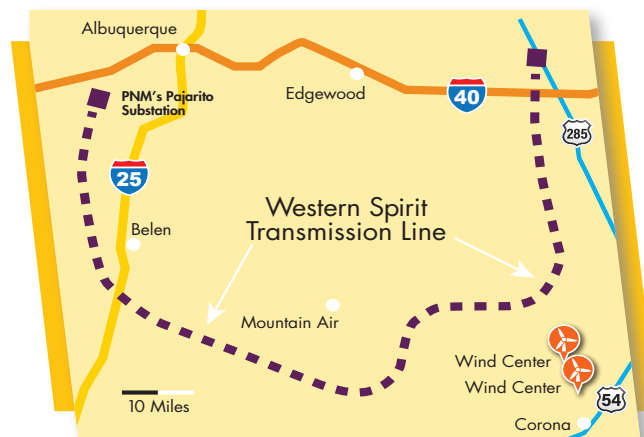 Albuquerque
PNM's Pajarito
Substation
Edgewood
40
285
25
Western Spirit
Transmission Line
Belen
Mountain Air
Wind Center
Wind Center
10 Miles
54
Corona